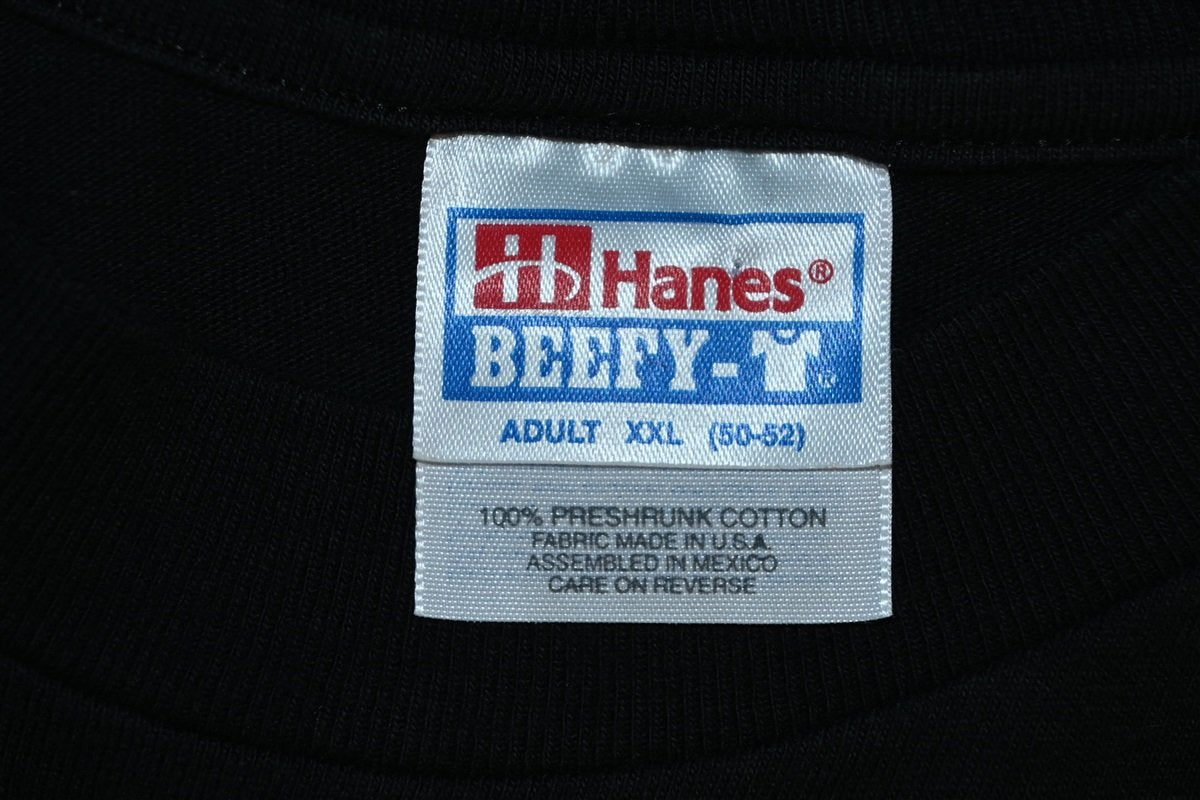 Hanes®
BEEFY-
ADULT XXL (50-52)
100% PRESHRUNK COTTON
FABRIC MADE IN U.S.A.
ASSEMBLED IN MEXICO
CARE ON REVERSE